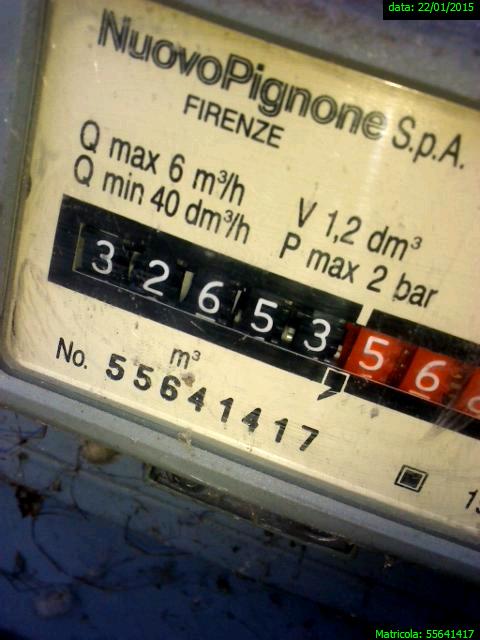 data: 22/01/2015
NuovoPignone S.p.A.
FIRENZE
Q max 6 m³/h
Q min 40 dm³/h
V 1,2 dm³
P max 2 bar
3 2 6 5 3 5 6
m³
No. 55641417
Matricola: 55641417